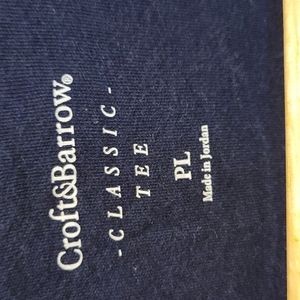 Croft&Barrow®
- CLASSIC -
TEE
PL
Made in Jordan